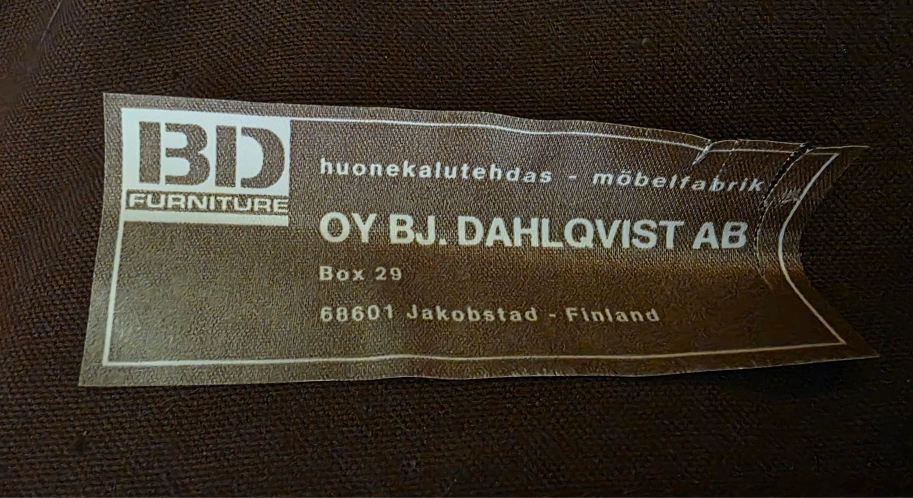 BD
FURNITURE
huonekalutehdas - möbelfabrik
OY BJ. DAHLQVIST AB
Box 29
68601 Jakobstad - Finland